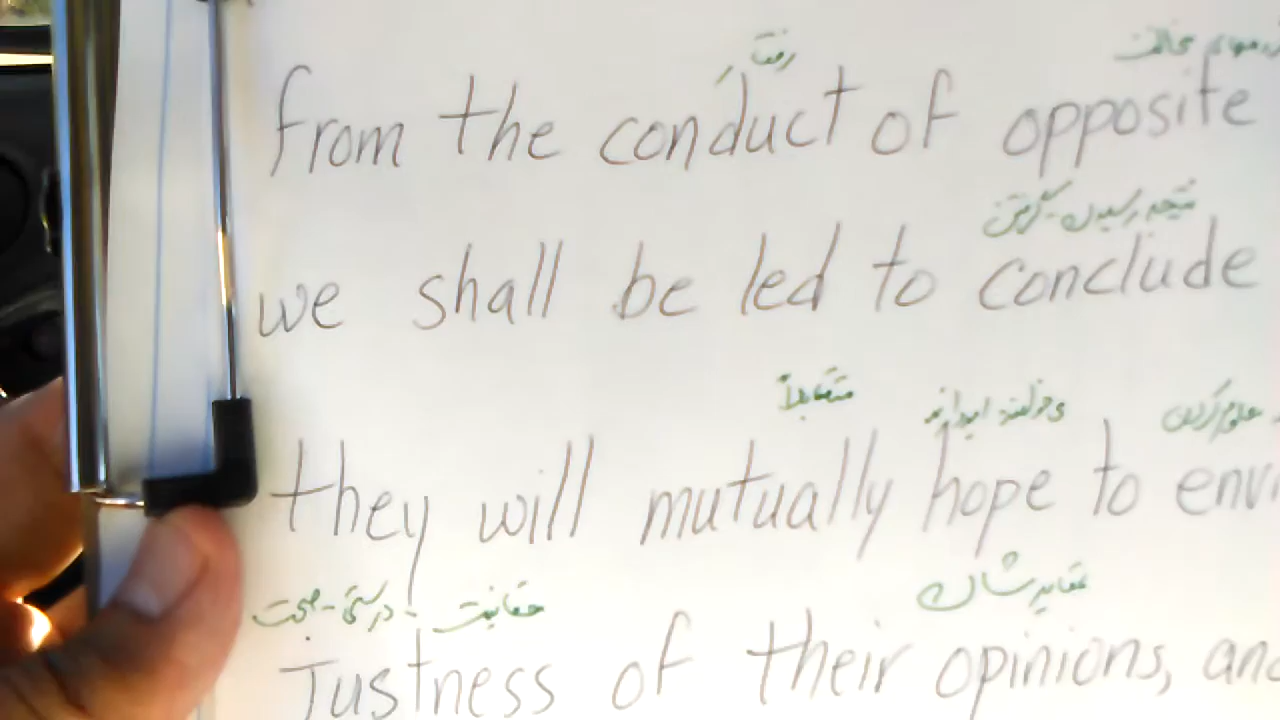 رفتار
from the conduct of opposite
نتیجه رسیدن - گرفتن
we shall be led to conclude
متقابلاً
they will mutually hope to
حقانیت - درستی - صحت عقایدشان
Justness of their opinions,